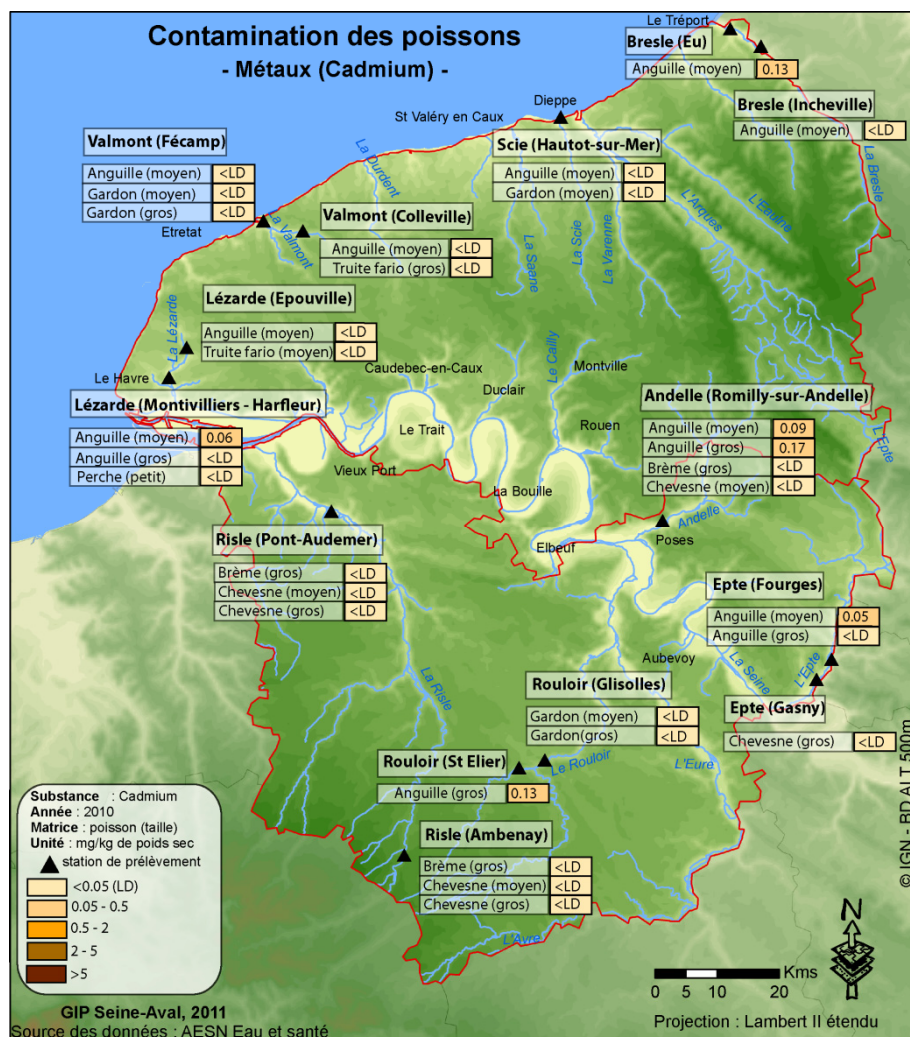 Contamination des poissons
- Métaux (Cadmium) -
Le Tréport
Bresle (Eu)
Anguille (moyen) 0.13
Bresle (Incheville)
Anguille (moyen) <LD
La Bresle
Dieppe
St Valéry en Caux
Scie (Hautot-sur-Mer)
Anguille (moyen) <LD
Gardon (moyen) <LD
Valmont (Fécamp)
Anguille (moyen) <LD
Gardon (moyen) <LD
Gardon (gros) <LD
La Durdent
L'Arques
L'Eaulne
Etretat
La Valmont
Valmont (Colleville)
Anguille (moyen) <LD
Truite fario (gros) <LD
La Saane
La Scie
La Varenne
Lézarde (Epouville)
Anguille (moyen) <LD
Truite fario (moyen) <LD
La Lézarde
Le Havre
Caudebec-en-Caux
Duclair
Le Cailly
Montville
Lézarde (Montivilliers - Harfleur)
Anguille (moyen) 0.06
Anguille (gros) <LD
Perche (petit) <LD
Le Trait
Rouen
Vieux Port
La Bouille
Andelle (Romilly-sur-Andelle)
Anguille (moyen) 0.09
Anguille (gros) 0.17
Brème (gros) <LD
Chevesne (moyen) <LD
L'Epte
Andelle
Poses
Elbeuf
Risle (Pont-Audemer)
Brème (gros) <LD
Chevesne (moyen) <LD
Chevesne (gros) <LD
Epte (Fourges)
Anguille (moyen) 0.05
Anguille (gros) <LD
Aubevoy
La Seine
L'Epte
La Risle
Rouloir (Glisolles)
Gardon (moyen) <LD
Gardon(gros) <LD
Epte (Gasny)
Chevesne (gros) <LD
Rouloir (St Elier)
Anguille (gros) 0.13
Le Rouloir
L'Eure
Risle (Ambenay)
Brème (gros) <LD
Chevesne (moyen) <LD
Chevesne (gros) <LD
L'Avre
Substance : Cadmium
Année : 2010
Matrice : poisson (taille)
Unité : mg/kg de poids sec
station de prélèvement
<0.05 (LD)
0.05 - 0.5
0.5 - 2
2 - 5
>5
GIP Seine-Aval, 2011
Source des données : AESN Eau et santé
N
Kms
0 5 10 20
Projection : Lambert II étendu
© IGN - BD ALT 500m